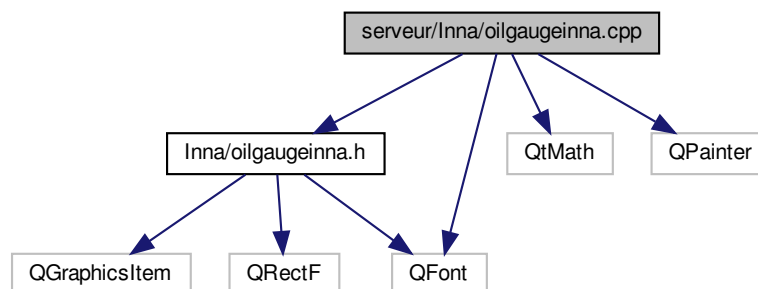 serveur/Inna/oilgaugeinna.cpp
Inna/oilgaugeinna.h
QtMath
QPainter
QGraphicsItem
QRectF
QFont